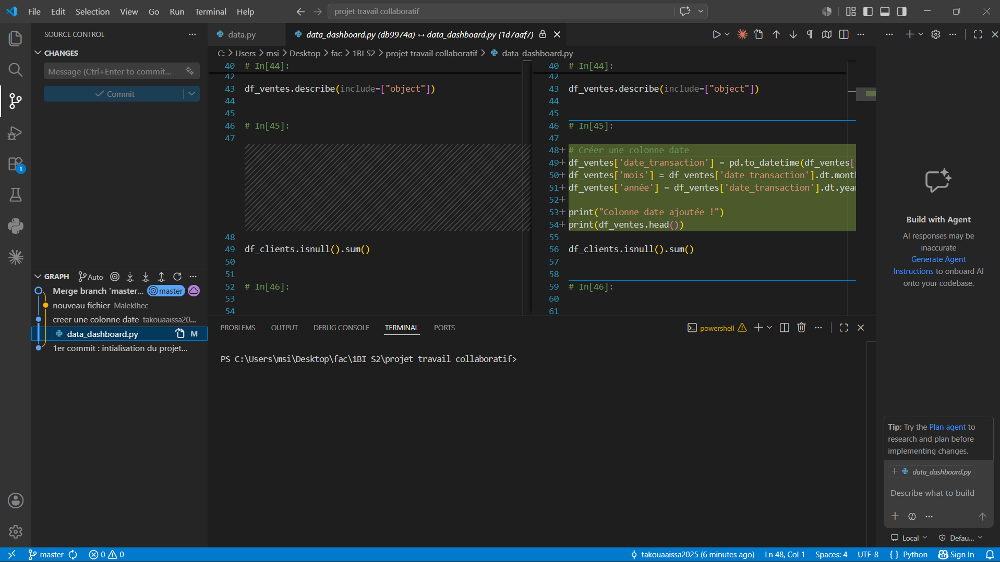 File Edit Selection View Go Run Terminal Help
projet travail collaboratif
SOURCE CONTROL
CHANGES
Message (Ctrl+Enter to commit...
Commit
1
GRAPH
Auto
Merge branch 'master... master
nouveau fichier Maleklhec
creer une colonne date takouaaissa20...
data_dashboard.py M
1er commit : intialisation du projet...
data.py
data_dashboard.py (db9974a) ↔ data_dashboard.py (1d7aaf7)
C: > Users > msi > Desktop > fac > 1BI S2 > projet travail collaboratif > data_dashboard.py
40 # In[44]:
42
43 df_ventes.describe(include=["object"])
44
45
46 # In[45]:
47
48
49 df_clients.isnull().sum()
50
51
52 # In[46]:
53
54
40 # In[44]:
42
43 df_ventes.describe(include=["object"])
44
45
46 # In[45]:
47
48+ # Créer une colonne date
49+ df_ventes['date_transaction'] = pd.to_datetime(df_ventes[
50+ df_ventes['mois'] = df_ventes['date_transaction'].dt.month
51+ df_ventes['année'] = df_ventes['date_transaction'].dt.year
52+
53+ print("Colonne date ajoutée !")
54+ print(df_ventes.head())
55
56 df_clients.isnull().sum()
57
58
59 # In[46]:
60
61
PROBLEMS OUTPUT DEBUG CONSOLE TERMINAL PORTS
powershell
PS C:\Users\msi\Desktop\fac\1BI S2\projet travail collaboratif>
Build with Agent
AI responses may be
inaccurate
Generate Agent
Instructions to onboard AI
onto your codebase.
Tip: Try the Plan agent to
research and plan before
implementing changes.
data_dashboard.py
Describe what to build
Local
Defau...
master
0 0
takouaaissa2025 (6 minutes ago)
Ln 48, Col 1
Spaces: 4
UTF-8
{ } Python
Sign In